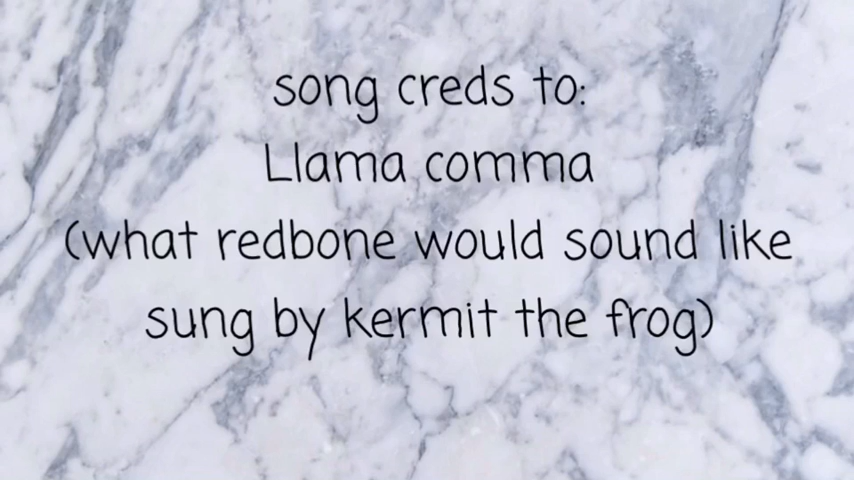 song creds to:
Llama comma
(what redbone would sound like
sung by kermit the frog)